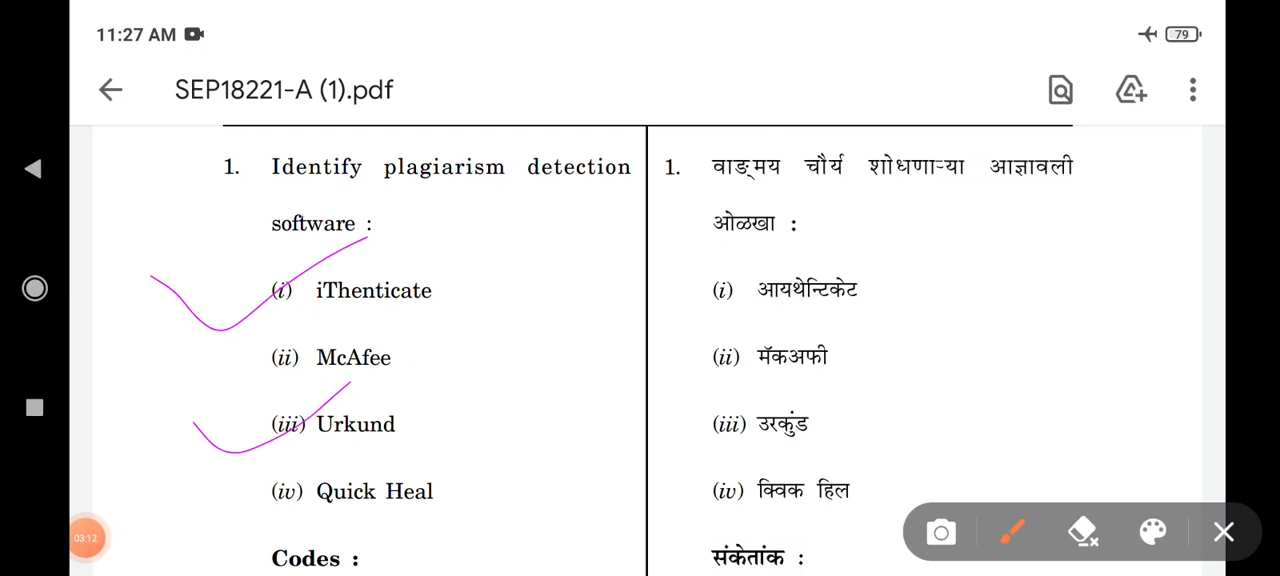 11:27 AM
79
SEP18221-A (1).pdf
1. Identify plagiarism detection
software :
(i) iThenticate
(ii) McAfee
(iii) Urkund
(iv) Quick Heal
Codes :
1. वाङ्मय चौर्य शोधणाऱ्या आज्ञावली
ओळखा :
(i) आयथेन्टिकेट
(ii) मॅकअफी
(iii) उरकुंड
(iv) क्विक हिल
संकेतांक :
03:12